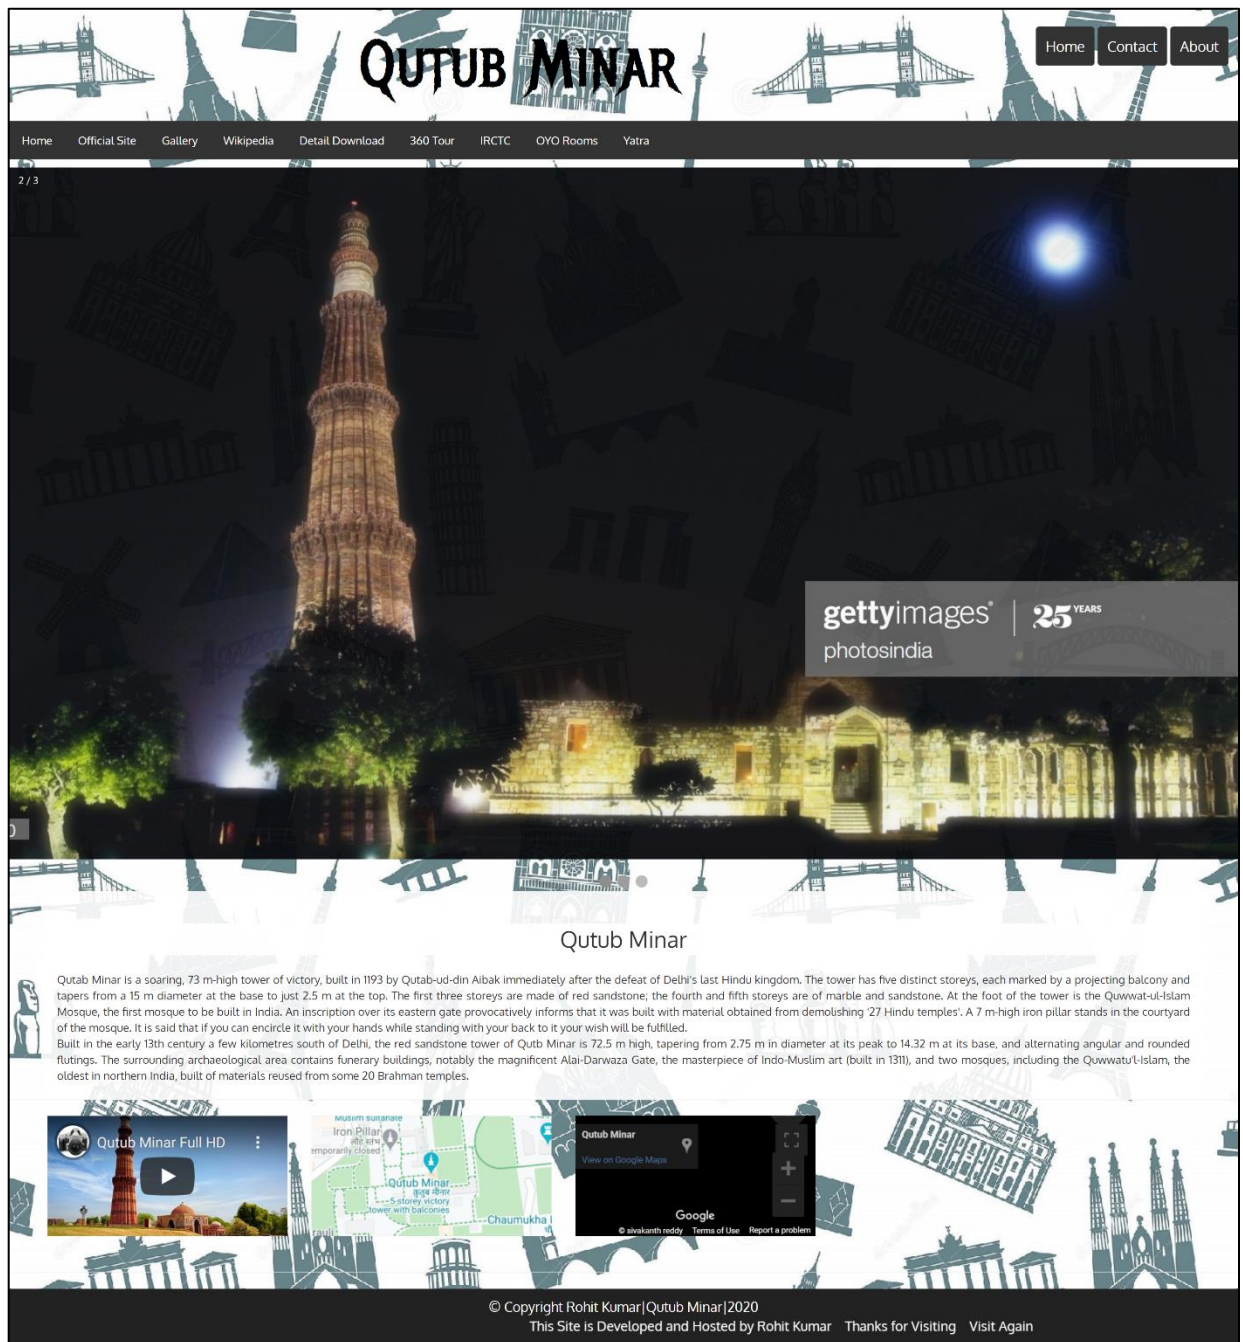 QUTUB MINAR
Home Contact About
Home Official Site Gallery Wikipedia Detail Download 360 Tour IRCTC OYO Rooms Yatra
2 / 3
gettyimages® | 25 YEARS
photosindia
Qutub Minar
Qutab Minar is a soaring, 73 m-high tower of victory, built in 1193 by Qutab-ud-din Aibak immediately after the defeat of Delhi's last Hindu kingdom. The tower has five distinct storeys, each marked by a projecting balcony and
tapers from a 15 m diameter at the base to just 2.5 m at the top. The first three storeys are made of red sandstone; the fourth and fifth storeys are of marble and sandstone. At the foot of the tower is the Quwwat-ul-Islam
Mosque, the first mosque to be built in India. An inscription over its eastern gate provocatively informs that it was built with material obtained from demolishing '27 Hindu temples'. A 7 m-high iron pillar stands in the courtyard
of the mosque. It is said that if you can encircle it with your hands while standing with your back to it your wish will be fulfilled.
Built in the early 13th century a few kilometres south of Delhi, the red sandstone tower of Qutb Minar is 72.5 m high, tapering from 2.75 m in diameter at its peak to 14.32 m at its base, and alternating angular and rounded
flutings. The surrounding archaeological area contains funerary buildings, notably the magnificent Alai-Darwaza Gate, the masterpiece of Indo-Muslim art (built in 1311), and two mosques, including the Quwwatu'l-Islam, the
oldest in northern India, built of materials reused from some 20 Brahman temples.
Qutub Minar Full HD
Muslim sultanate
Iron Pillar
लौह स्तंभ
emporarily closed
Qutub Minar
क़ुतुब मीनार
5-storey victory
tower with balconies
Chaumukha
rauli
Qutub Minar
View on Google Maps
Google
© sivakanth reddy Terms of Use Report a problem
© Copyright Rohit Kumar|Qutub Minar|2020
This Site is Developed and Hosted by Rohit Kumar Thanks for Visiting Visit Again